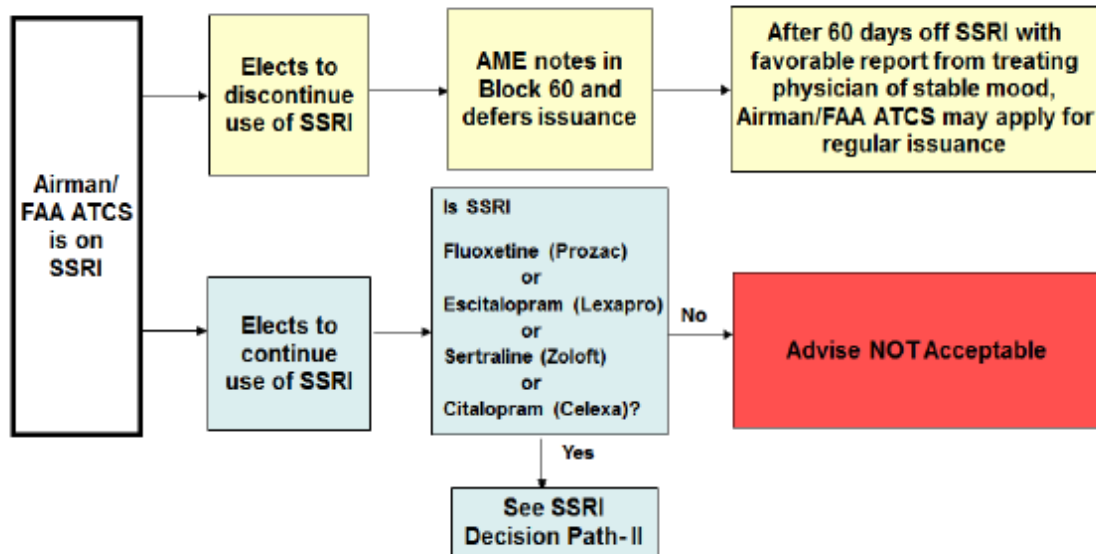 Airman/
FAA ATCS
is on
SSRI
Elects to
discontinue
use of SSRI
AME notes in
Block 60 and
defers issuance
After 60 days off SSRI with
favorable report from treating
physician of stable mood,
Airman/FAA ATCS may apply for
regular issuance
Elects to
continue
use of SSRI
Is SSRI
Fluoxetine (Prozac)
or
Escitalopram (Lexapro)
or
Sertraline (Zoloft)
or
Citalopram (Celexa)?
No
Advise NOT Acceptable
Yes
See SSRI
Decision Path- II